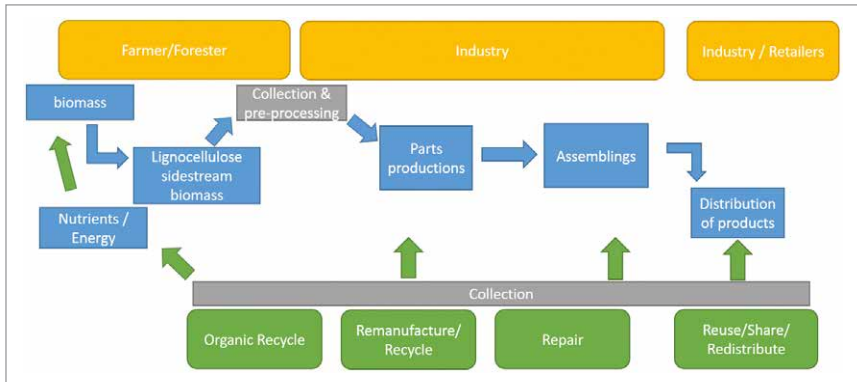 Farmer/Forester
Industry
Industry / Retailers
biomass
Collection &
pre-processing
Lignocellulose
sidestream
biomass
Parts
productions
Assemblings
Distribution
of products
Nutrients /
Energy
Collection
Organic Recycle
Remanufacture/
Recycle
Repair
Reuse/Share/
Redistribute